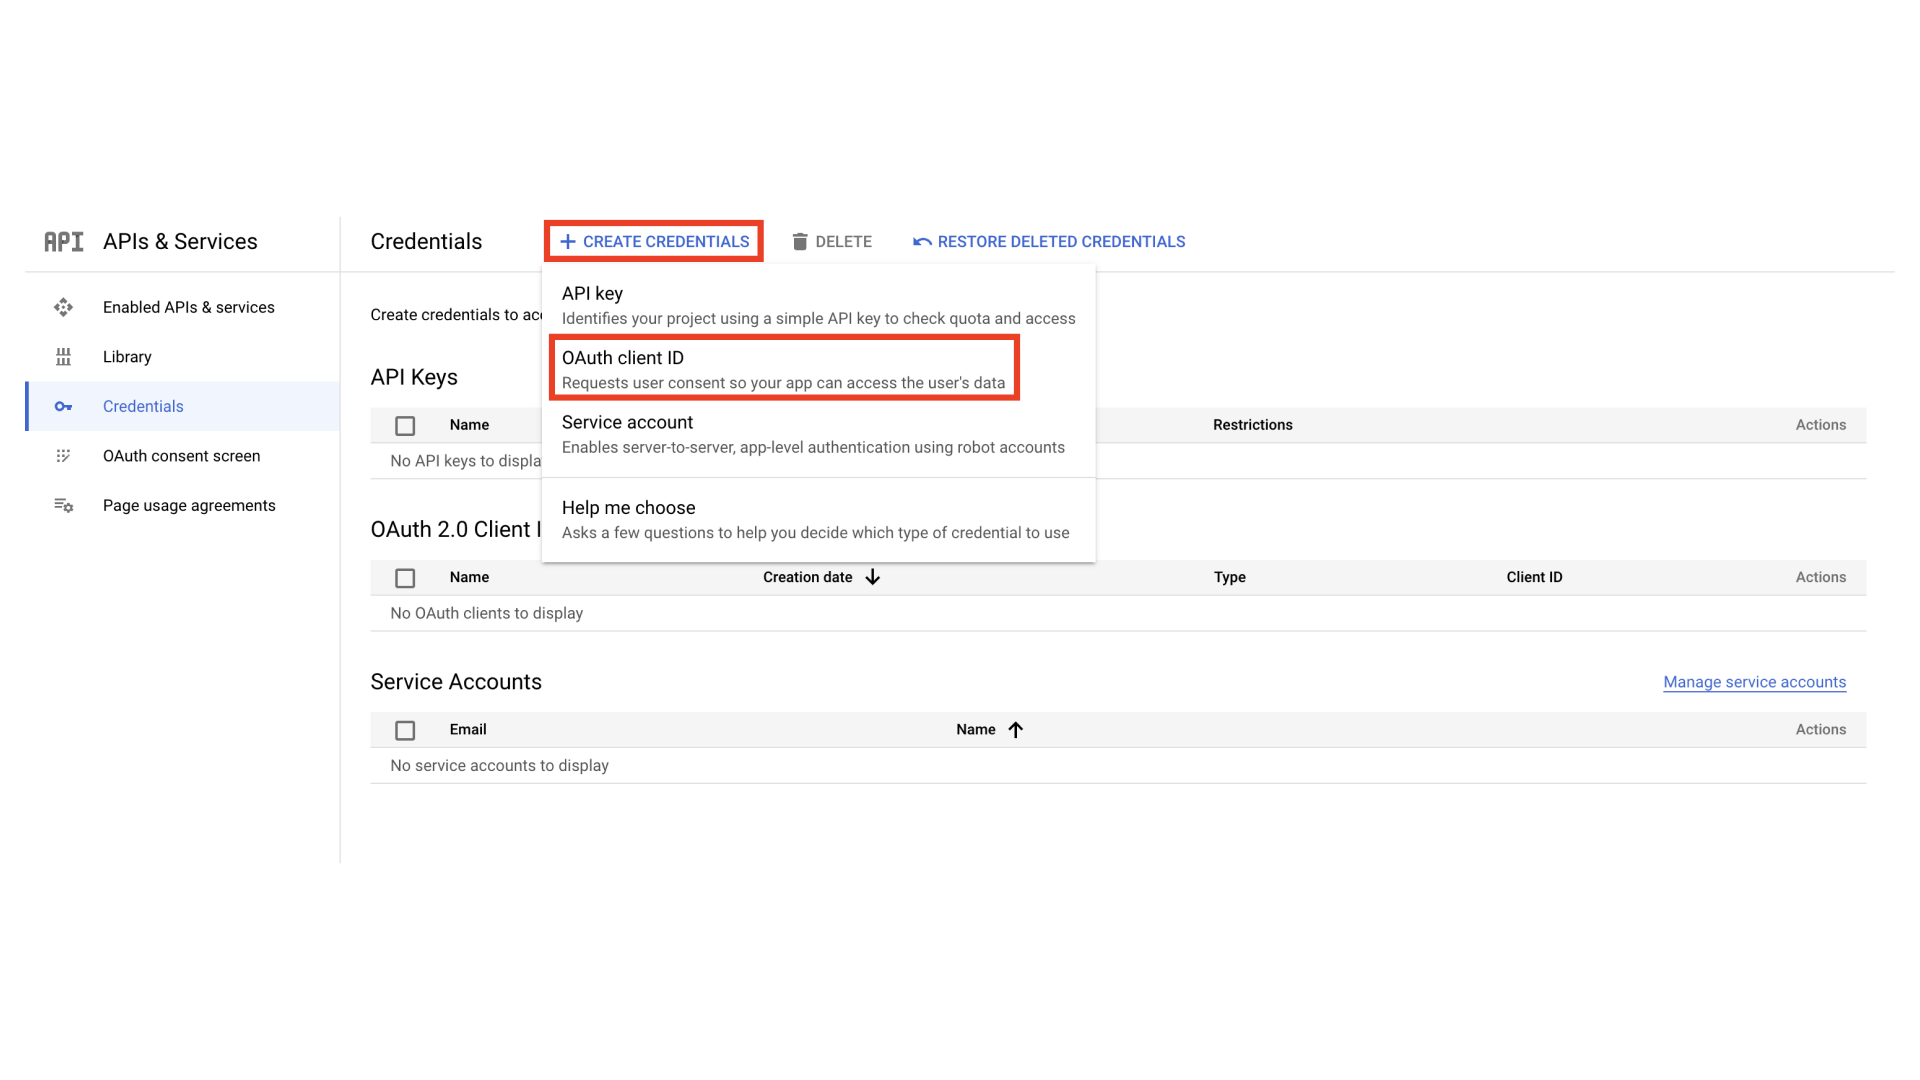 API APIs & Services
Credentials
CREATE CREDENTIALS
DELETE
RESTORE DELETED CREDENTIALS
Enabled APIs & services
Library
Credentials
OAuth consent screen
Page usage agreements
Create credentials to
API key
Identifies your project using a simple API key to check quota and access
OAuth client ID
Requests user consent so your app can access the user's data
Service account
Enables server-to-server, app-level authentication using robot accounts
Help me choose
Asks a few questions to help you decide which type of credential to use
API Keys
Name Restrictions Actions
No API keys to
OAuth 2.0 Client
Name Creation date Type Client ID Actions
No OAuth clients to display
Service Accounts
Manage service accounts
Email Name Actions
No service accounts to display